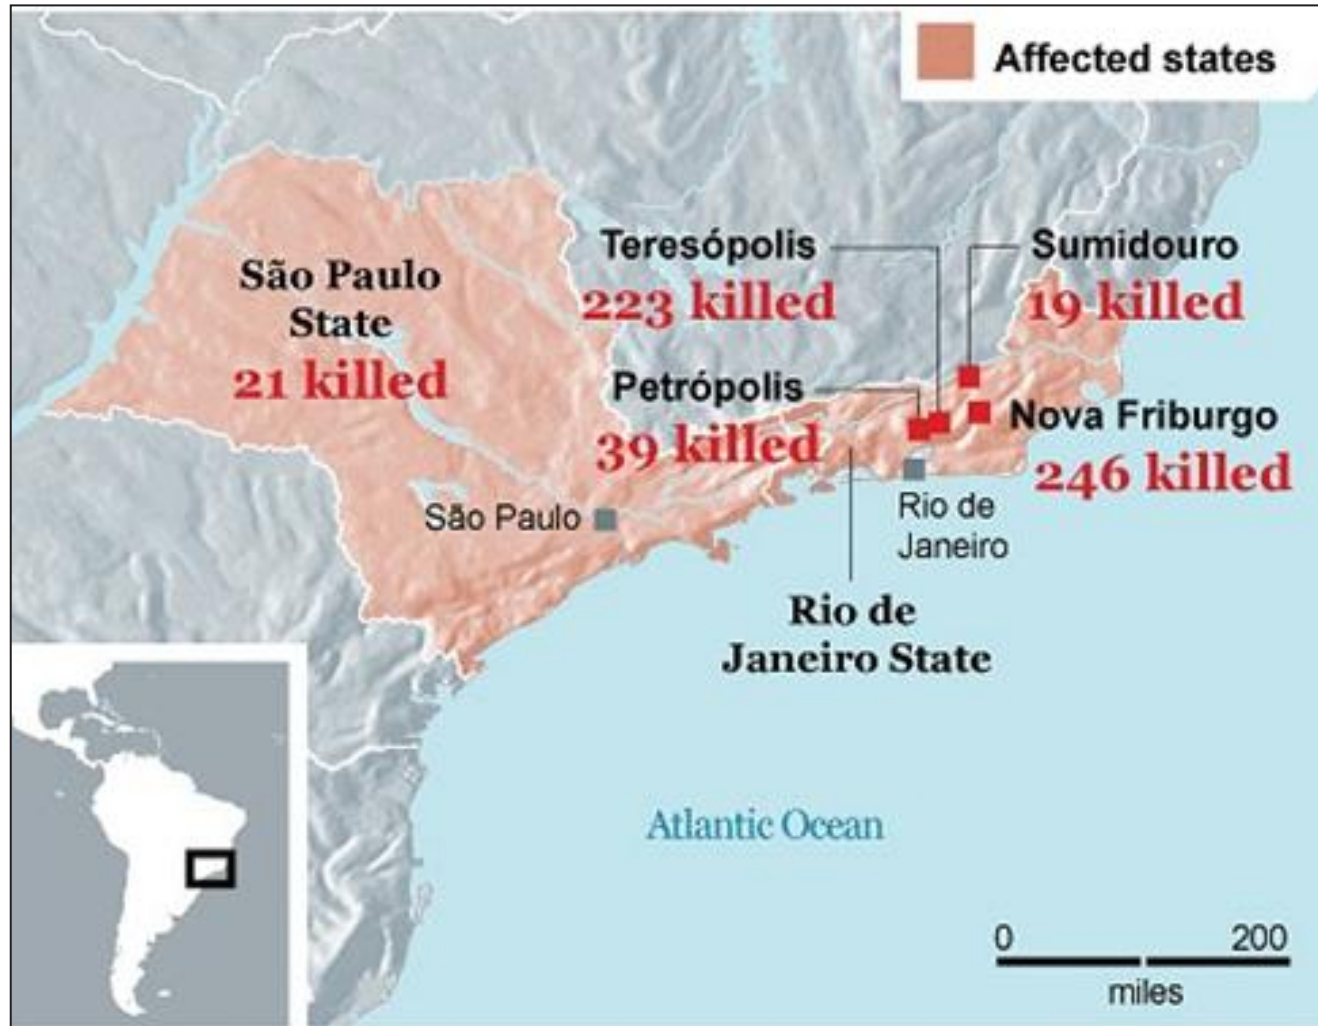 Affected states
Teresópolis
223 killed
Sumidouro
19 killed
São Paulo
State
21 killed
Petrópolis
39 killed
Nova Friburgo
246 killed
São Paulo
Rio de
Janeiro
Rio de
Janeiro State
Atlantic Ocean
0 200
miles